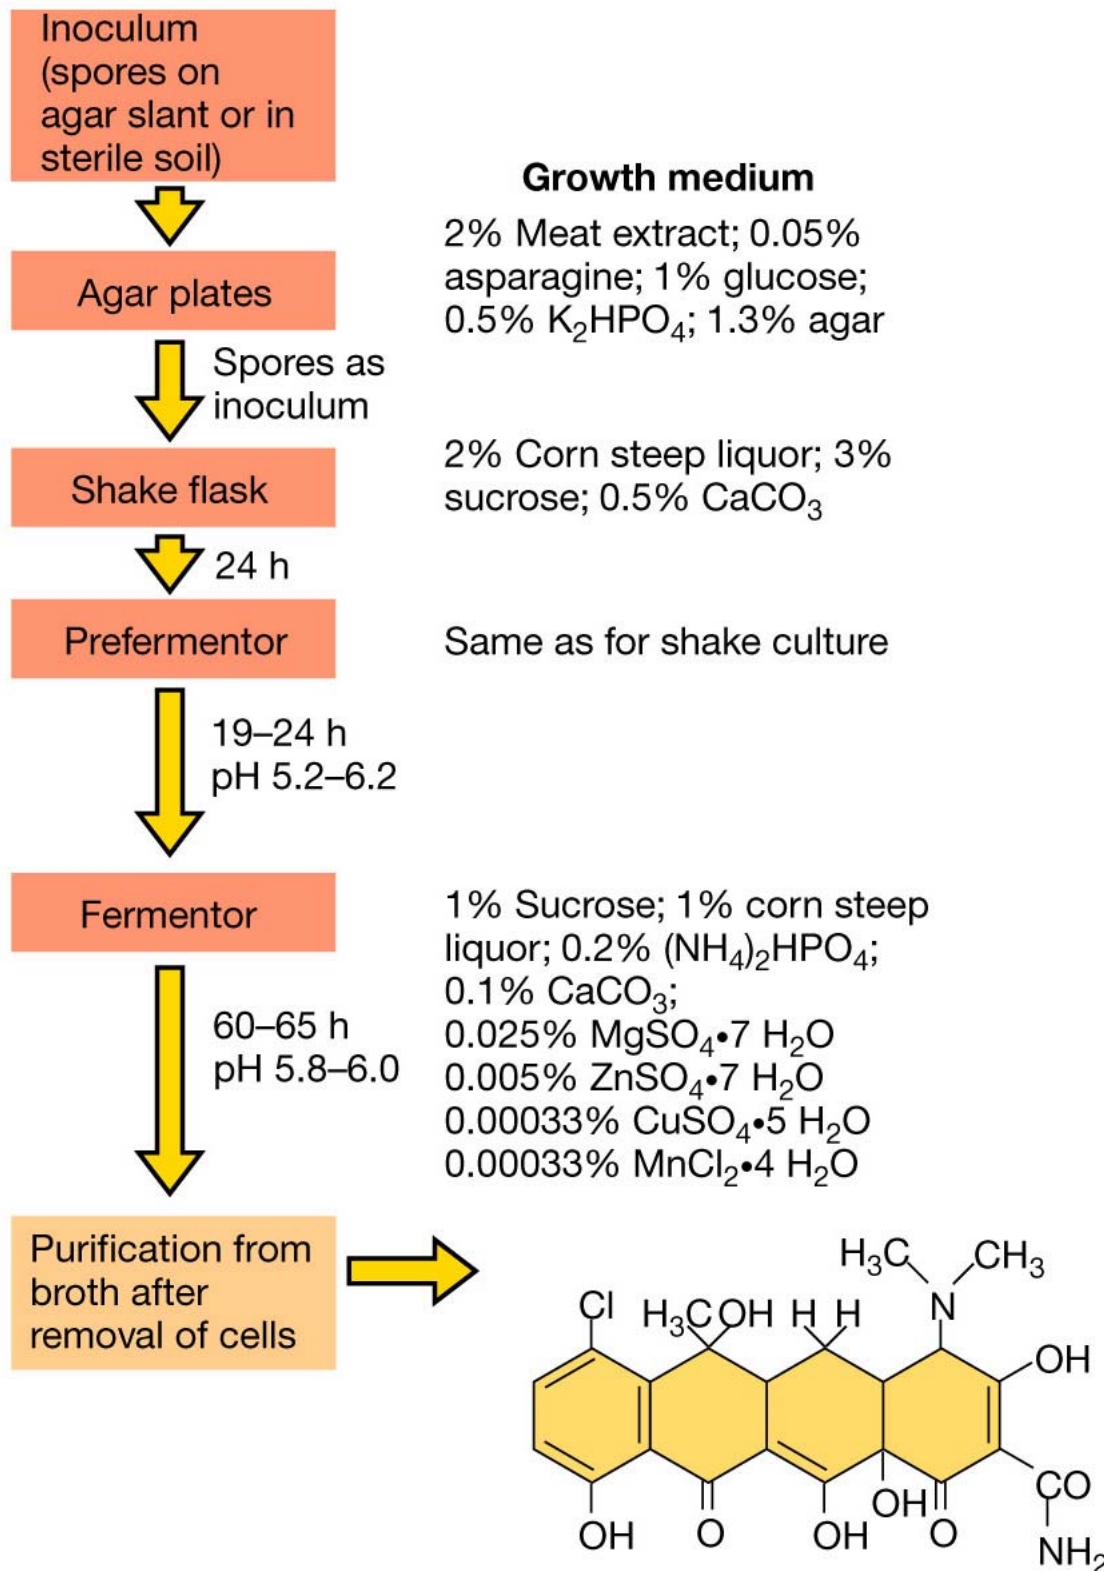 Inoculum
(spores on
agar slant or in
sterile soil)
Growth medium
2% Meat extract; 0.05%
asparagine; 1% glucose;
0.5% K₂HPO₄; 1.3% agar
Agar plates
Spores as
inoculum
Shake flask
2% Corn steep liquor; 3%
sucrose; 0.5% CaCO₃
24 h
Prefermentor
Same as for shake culture
19–24 h
pH 5.2–6.2
Fermentor
1% Sucrose; 1% corn steep
liquor; 0.2% (NH₄)₂HPO₄;
0.1% CaCO₃;
0.025% MgSO₄•7 H₂O
0.005% ZnSO₄•7 H₂O
0.00033% CuSO₄•5 H₂O
0.00033% MnCl₂•4 H₂O
60–65 h
pH 5.8–6.0
Purification from
broth after
removal of cells
H₃C CH₃
N
Cl H₃C OH H H
OH
OH O OH OH O
CO
NH₂